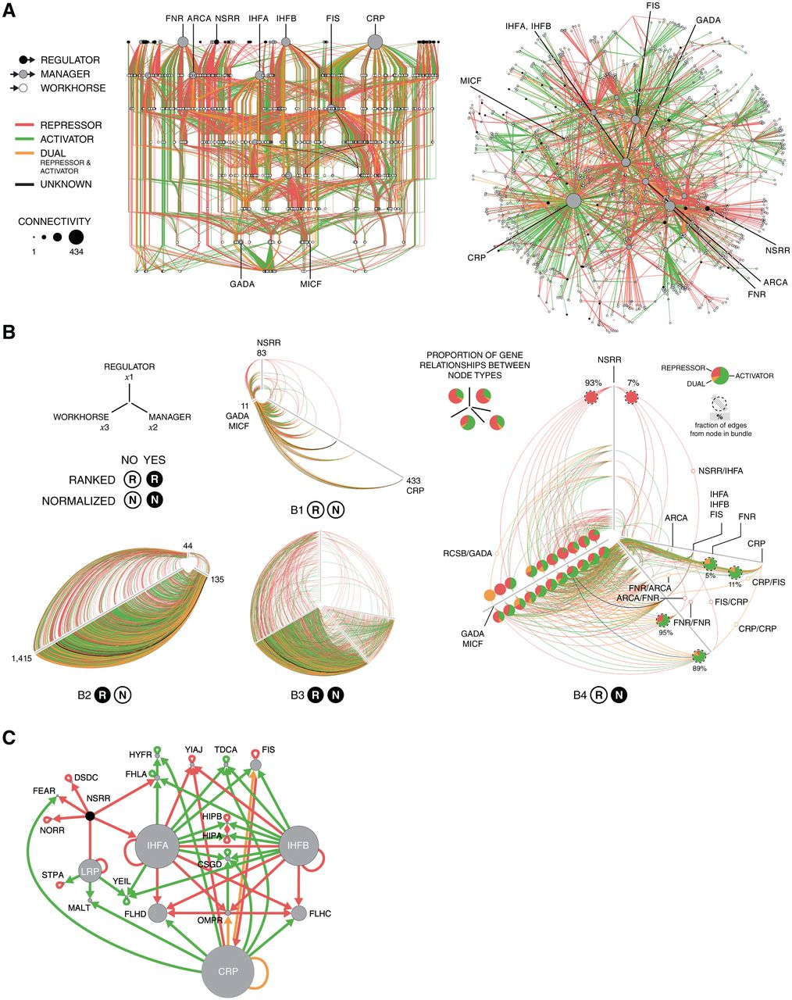 A
FNR ARCA NSRR IHFA IHFB FIS CRP
REGULATOR
MANAGER
WORKHORSE
REPRESSOR
ACTIVATOR
DUAL
REPRESSOR &
ACTIVATOR
UNKNOWN
CONNECTIVITY
1 434
GADA MICF
FIS
IHFA, IHFB
GADA
MICF
CRP
NSRR
ARCA
FNR
B
REGULATOR
x1
WORKHORSE
x3
MANAGER
x2
NO YES
RANKED R R
NORMALIZED N N
NSRR
83
11
GADA
MICF
433
CRP
B1 R N
44
135
1,415
B2 R N
B3 R N
PROPORTION OF GENE
RELATIONSHIPS BETWEEN
NODE TYPES
NSRR
93% 7%
REPRESSOR
ACTIVATOR
DUAL
%
fraction of edges
from node in bundle
NSRR/IHFA
IHFA
IHFB
FIS
ARCA
FNR
CRP
RCSB/GADA
5%
11%
CRP/FIS
FNR/ARCA
ARCA/FNR
FIS/CRP
FNR/FNR
CRP/CRP
GADA
MICF
95%
89%
B4 R N
C
HYFR
YIAJ
TDCA
FIS
FHLA
DSDC
FEAR
NSRR
NORR
HIPB
HIPA
IHFA
IHFB
CSGD
LRP
STPA
YEIL
MALT
FLHD
OMPR
FLHC
CRP